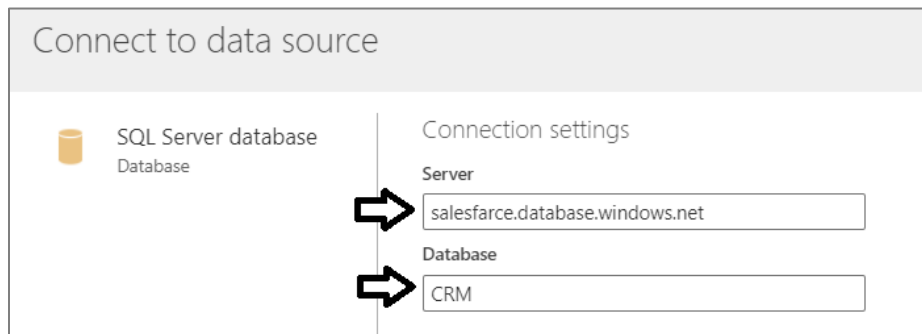 Connect to data source
SQL Server database
Database
Connection settings
Server
salesfarce.database.windows.net
Database
CRM